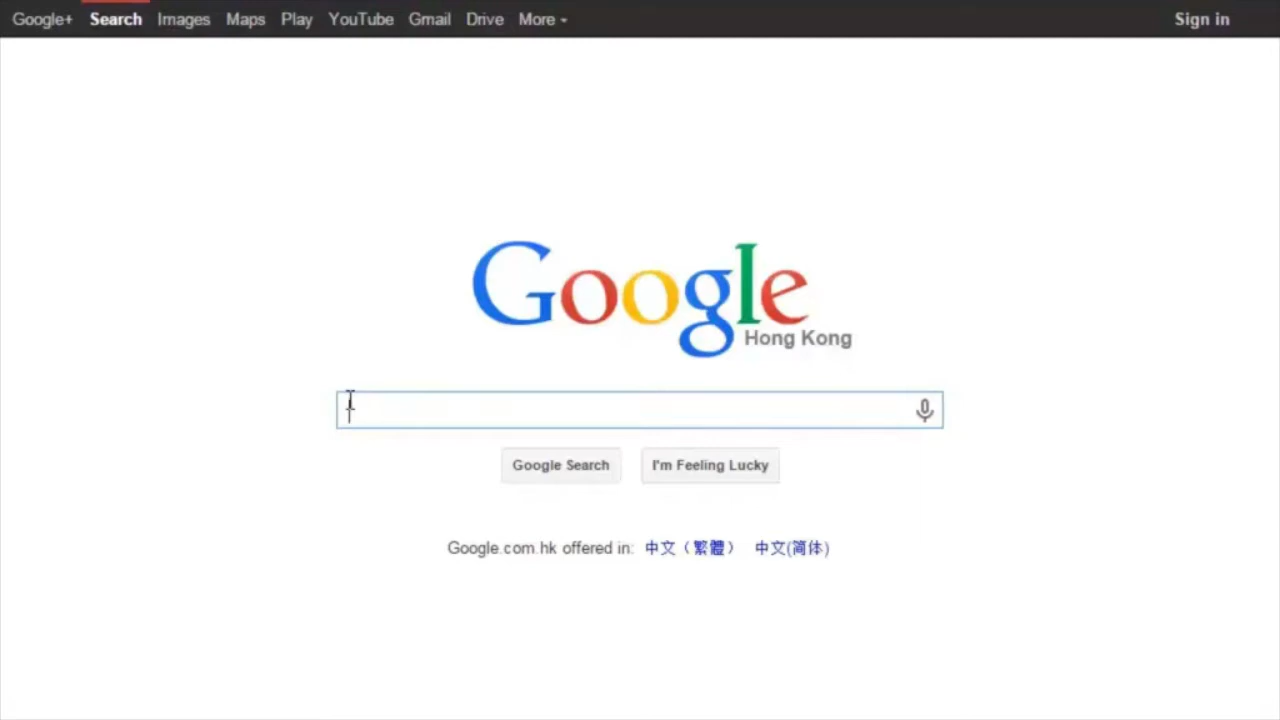 Google+ Search Images Maps Play YouTube Gmail Drive More Sign in
Google
Hong Kong
Google Search I'm Feeling Lucky
Google.com.hk offered in: 中文（繁體） 中文(简体)